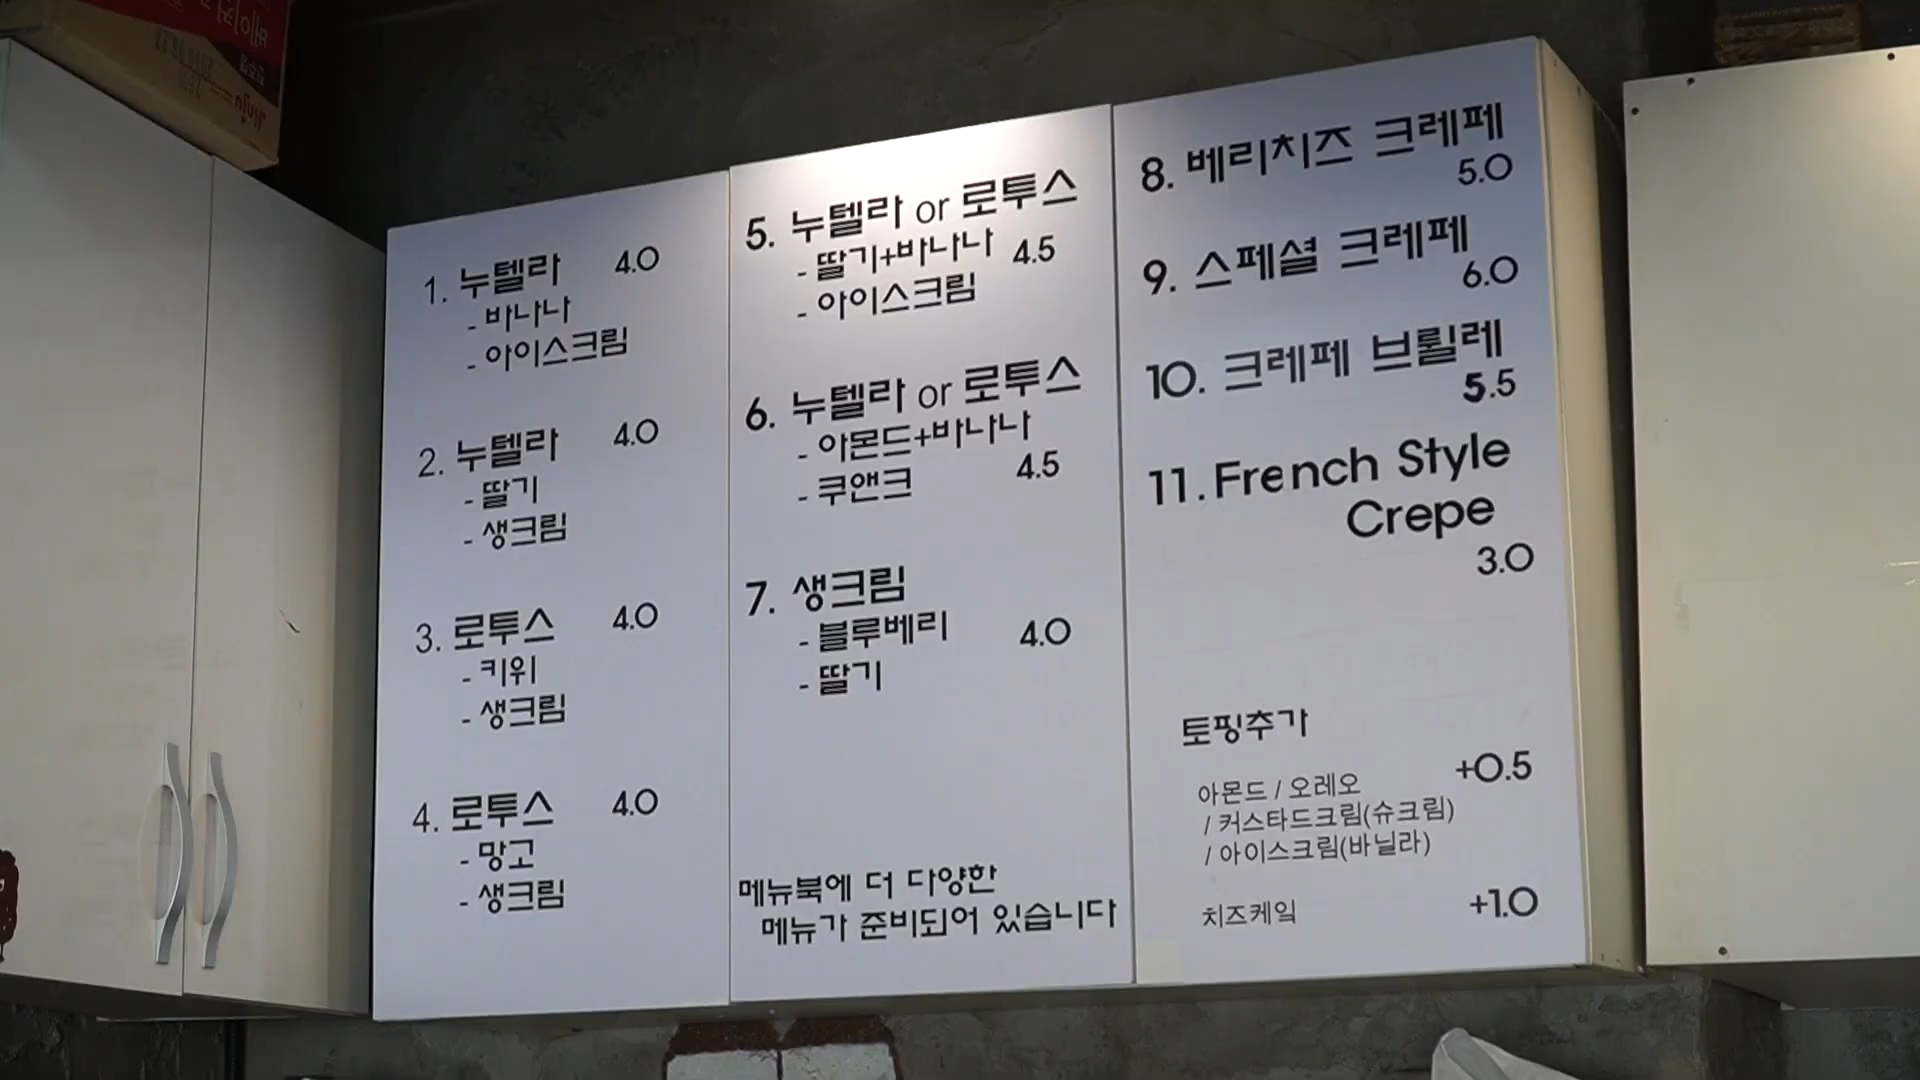 1. 누텔라 4.0
- 바나나
- 아이스크림
2. 누텔라 4.0
- 딸기
- 생크림
3. 로투스 4.0
- 키위
- 생크림
4. 로투스 4.0
- 망고
- 생크림
5. 누텔라 or 로투스
- 딸기+바나나 4.5
- 아이스크림
6. 누텔라 or 로투스
- 아몬드+바나나
- 쿠앤크 4.5
7. 생크림
- 블루베리 4.0
- 딸기
메뉴북에 더 다양한
메뉴가 준비되어 있습니다
8. 베리치즈 크레페
5.0
9. 스페셜 크레페
6.0
10. 크레페 브륄레
5.5
11. French Style
Crepe
3.0
토핑추가
아몬드 / 오레오 +0.5
/ 커스타드크림(슈크림)
/ 아이스크림(바닐라)
치즈케잌 +1.0
Jinju